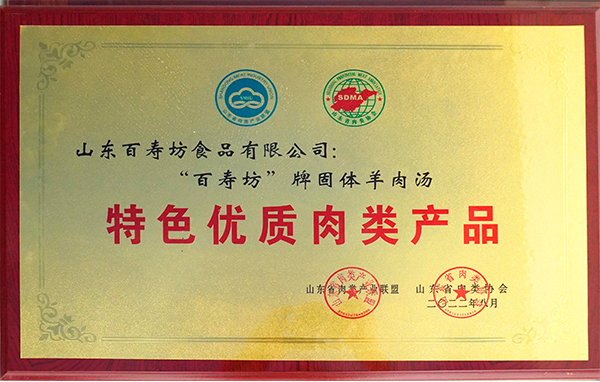 SDMA
山东百寿坊食品有限公司：
“百寿坊”牌固体羊肉汤
特色优质肉类产品
山东省肉类产业联盟 山东省肉类协会
二〇二二年八月